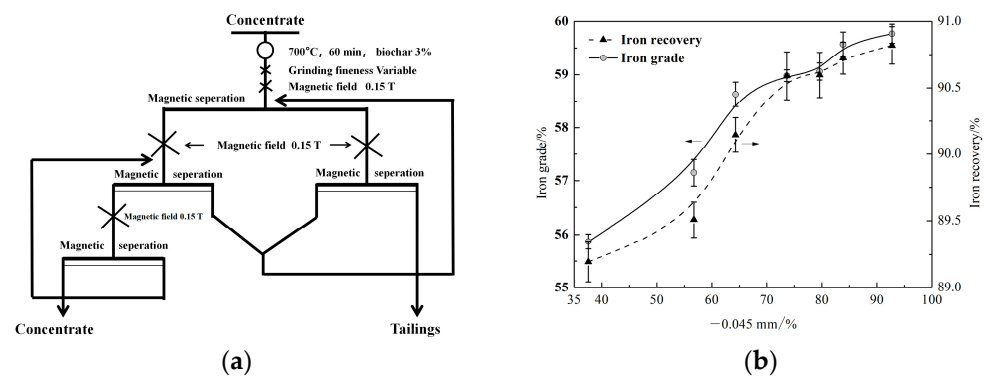 Concentrate
700°C, 60 min, biochar 3%
Grinding fineness Variable
Magnetic field 0.15 T
Magnetic seperation
Magnetic field 0.15 T
Magnetic seperation
Magnetic seperation
Magnetic field 0.15 T
Magnetic seperation
Concentrate
Tailings
(a)
60
59
58
57
56
55
Iron grade/%
Iron recovery
Iron grade
91.0
90.5
90.0
89.5
89.0
Iron recovery/%
35 40 50 60 70 80 90 100
−0.045 mm/%
(b)